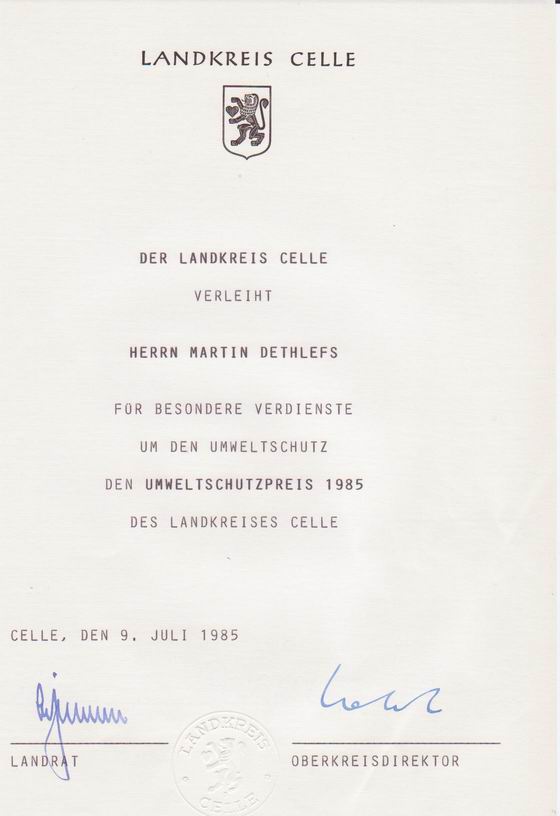 LANDKREIS CELLE
DER LANDKREIS CELLE
VERLEIHT
HERRN MARTIN DETHLEFS
FÜR BESONDERE VERDIENSTE
UM DEN UMWELTSCHUTZ
DEN UMWELTSCHUTZPREIS 1985
DES LANDKREISES CELLE
CELLE, DEN 9. JULI 1985
LANDKREIS
CELLE
LANDRAT
OBERKREISDIREKTOR